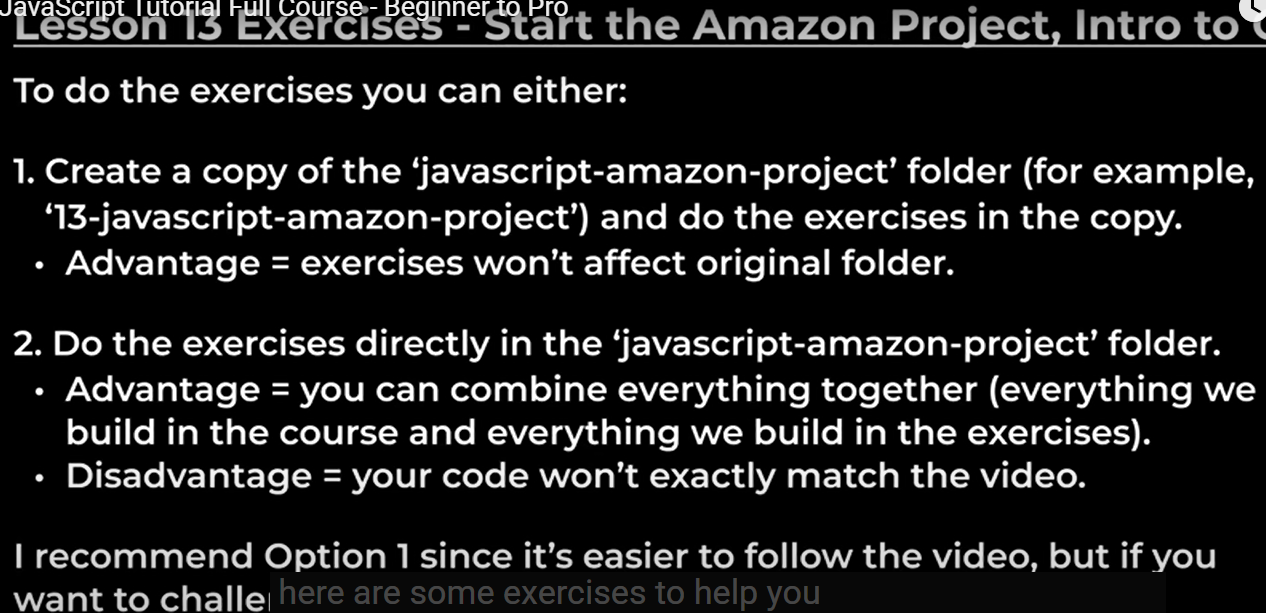 JavaScript Tutorial Full Course - Beginner to Pro
Lesson 13 Exercises - Start the Amazon Project, Intro to
To do the exercises you can either:
1. Create a copy of the ‘javascript-amazon-project’ folder (for example,
‘13-javascript-amazon-project’) and do the exercises in the copy.
• Advantage = exercises won’t affect original folder.
2. Do the exercises directly in the ‘javascript-amazon-project’ folder.
• Advantage = you can combine everything together (everything we
build in the course and everything we build in the exercises).
• Disadvantage = your code won’t exactly match the video.
I recommend Option 1 since it’s easier to follow the video, but if you
want to
here are some exercises to help you